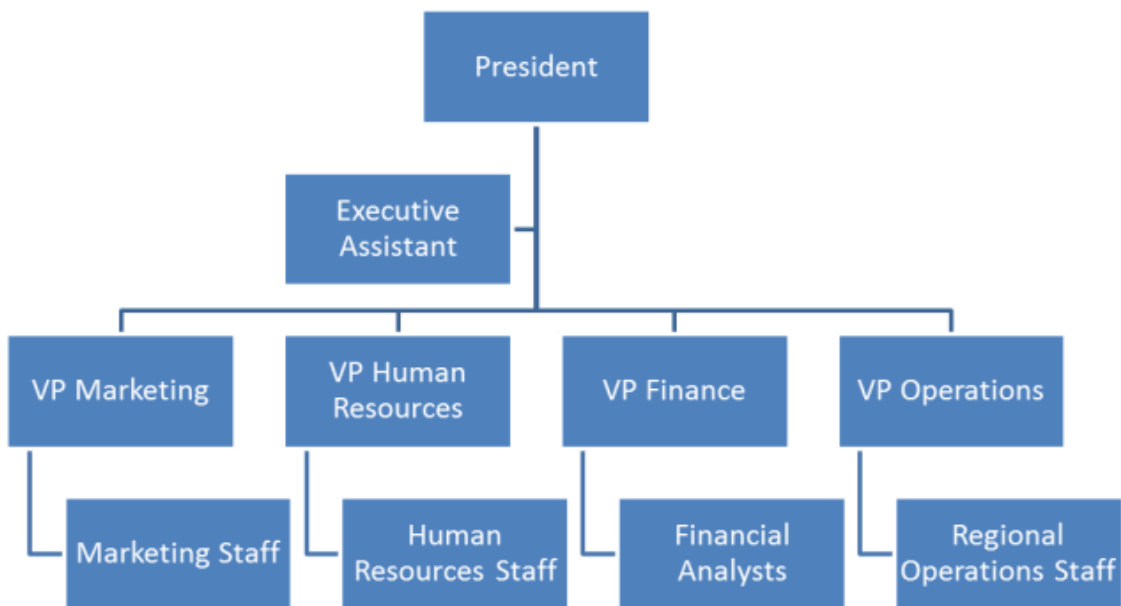 President
Executive
Assistant
VP Marketing
VP Human
Resources
VP Finance
VP Operations
Marketing Staff
Human
Resources Staff
Financial
Analysts
Regional
Operations Staff